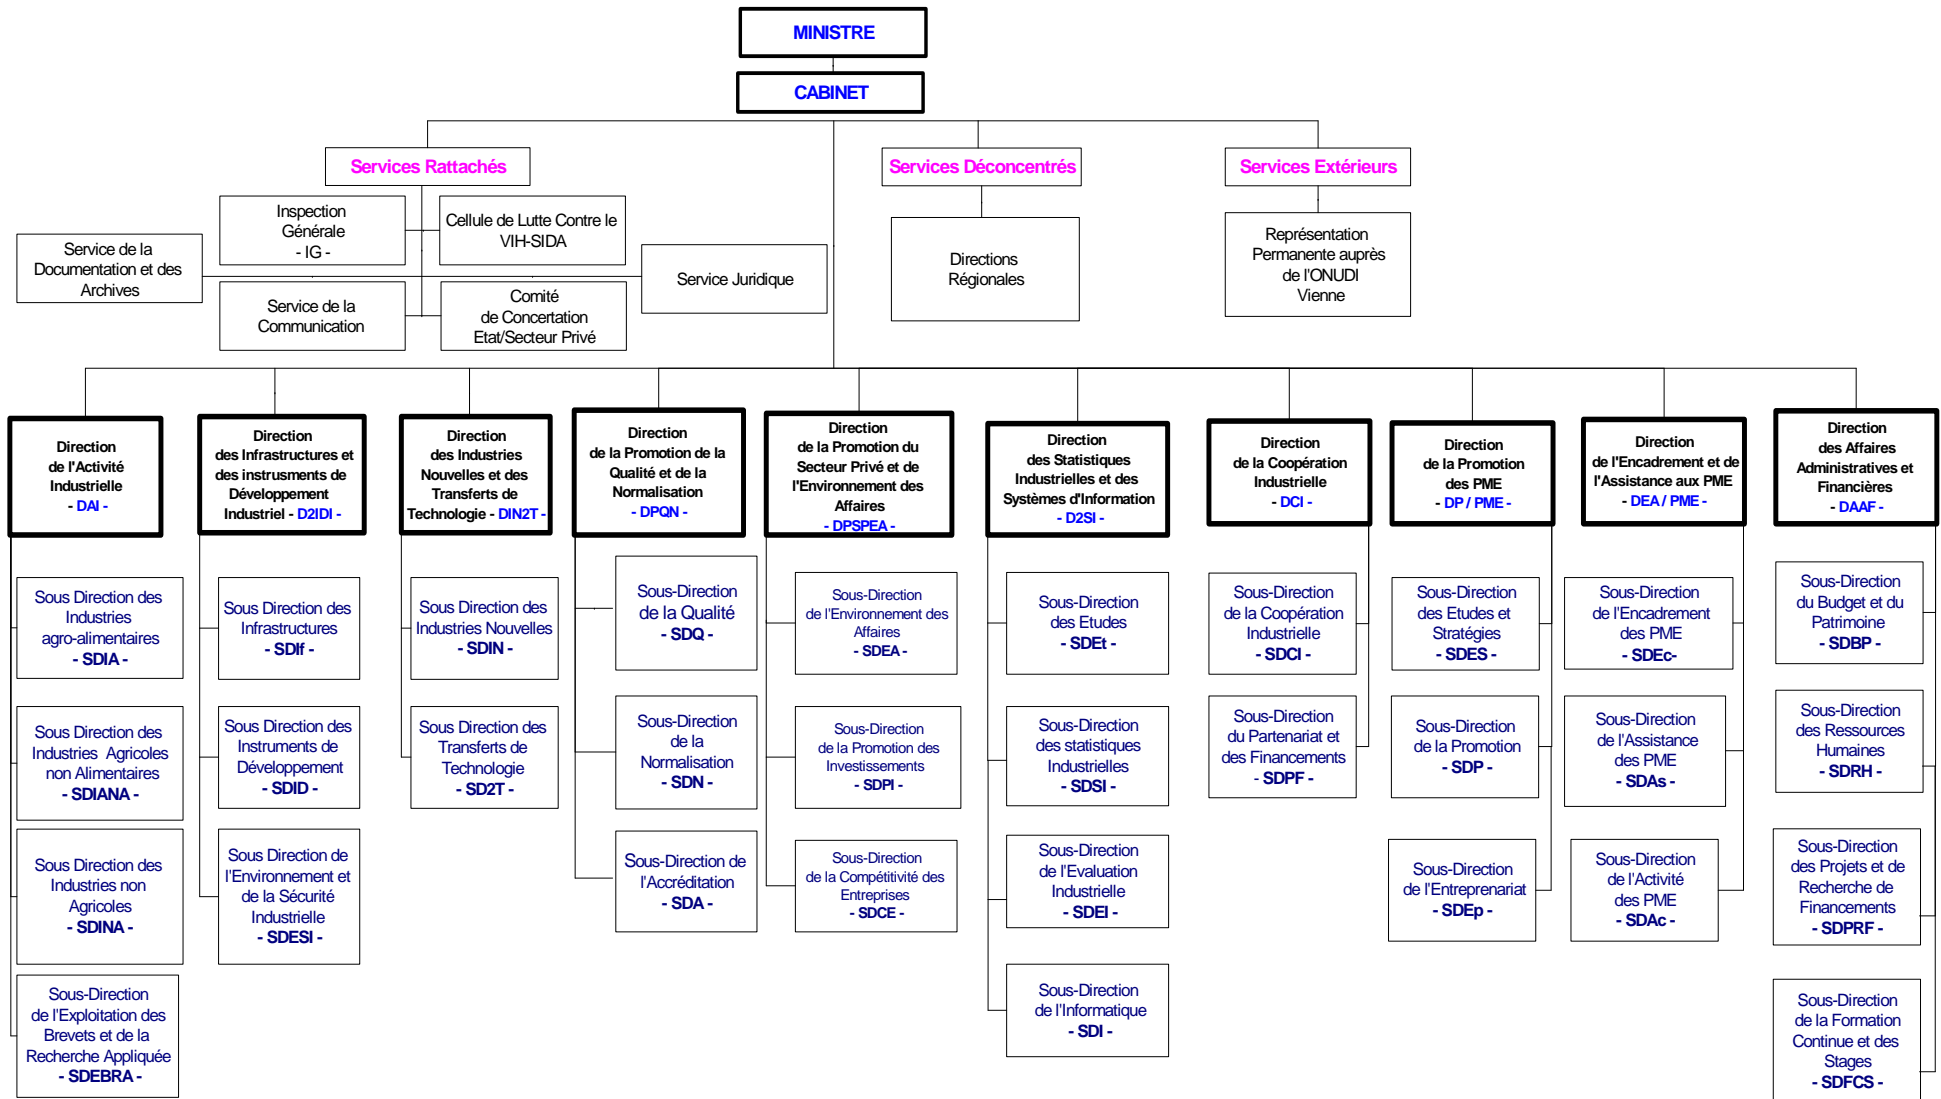 MINISTRE
CABINET
Services Rattachés
Services Déconcentrés
Services Extérieurs
Inspection
Générale
- IG -
Cellule de Lutte Contre le
VIH-SIDA
Service de la
Documentation et des
Archives
Service Juridique
Service de la
Communication
Comité
de Concertation
Etat/Secteur Privé
Directions
Régionales
Représentation
Permanente auprès
de l'ONUDI
Vienne
Direction
de l'Activité
Industrielle
- DAI -
Direction
des Infrastructures et
des instrusments de
Développement
Industriel - D2IDI -
Direction
des Industries
Nouvelles et des
Transferts de
Technologie - DIN2T -
Direction
de la Promotion de la
Qualité et de la
Normalisation
- DPQN -
Direction
de la Promotion du
Secteur Privé et de
l'Environnement des
Affaires
- DPSPEA -
Direction
des Statistiques
Industrielles et des
Systèmes d'Information
- D2SI -
Direction
de la Coopération
Industrielle
- DCI -
Direction
de la Promotion
des PME
- DP / PME -
Direction
de l'Encadrement et de
l'Assistance aux PME
- DEA / PME -
Direction
des Affaires
Administratives et
Financières
- DAAF -
Sous Direction des
Industries
agro-alimentaires
- SDIA -
Sous Direction des
Infrastructures
- SDIf -
Sous Direction des
Industries Nouvelles
- SDIN -
Sous-Direction
de la Qualité
- SDQ -
Sous-Direction
de l'Environnement des
Affaires
- SDEA -
Sous-Direction
des Etudes
- SDEt -
Sous-Direction
de la Coopération
Industrielle
- SDCI -
Sous-Direction
des Etudes et
Stratégies
- SDES -
Sous-Direction
de l'Encadrement
des PME
- SDEc-
Sous-Direction
du Budget et du
Patrimoine
- SDBP -
Sous Direction des
Industries Agricoles
non Alimentaires
- SDIANA -
Sous Direction des
Instruments de
Développement
- SDID -
Sous Direction des
Transferts de
Technologie
- SD2T -
Sous-Direction
de la
Normalisation
- SDN -
Sous-Direction
de la Promotion des
Investissements
- SDPI -
Sous-Direction
des statistiques
Industrielles
- SDSI -
Sous-Direction
du Partenariat et
des Financements
- SDPF -
Sous-Direction
de la Promotion
- SDP -
Sous-Direction
de l'Assistance
des PME
- SDAs -
Sous-Direction
des Ressources
Humaines
- SDRH -
Sous Direction des
Industries non
Agricoles
- SDINA -
Sous Direction de
l'Environnement et
de la Sécurité
Industrielle
- SDESI -
Sous-Direction de
l'Accréditation
- SDA -
Sous-Direction
de la Compétitivité des
Entreprises
- SDCE -
Sous-Direction
de l'Evaluation
Industrielle
- SDEI -
Sous-Direction
de l'Entreprenariat
- SDEp -
Sous-Direction
de l'Activité
des PME
- SDAc -
Sous-Direction
des Projets et de
Recherche de
Financements
- SDPRF -
Sous-Direction
de l'Exploitation des
Brevets et de la
Recherche Appliquée
- SDEBRA -
Sous-Direction
de l'Informatique
- SDI -
Sous-Direction
de la Formation
Continue et des
Stages
- SDFCS -